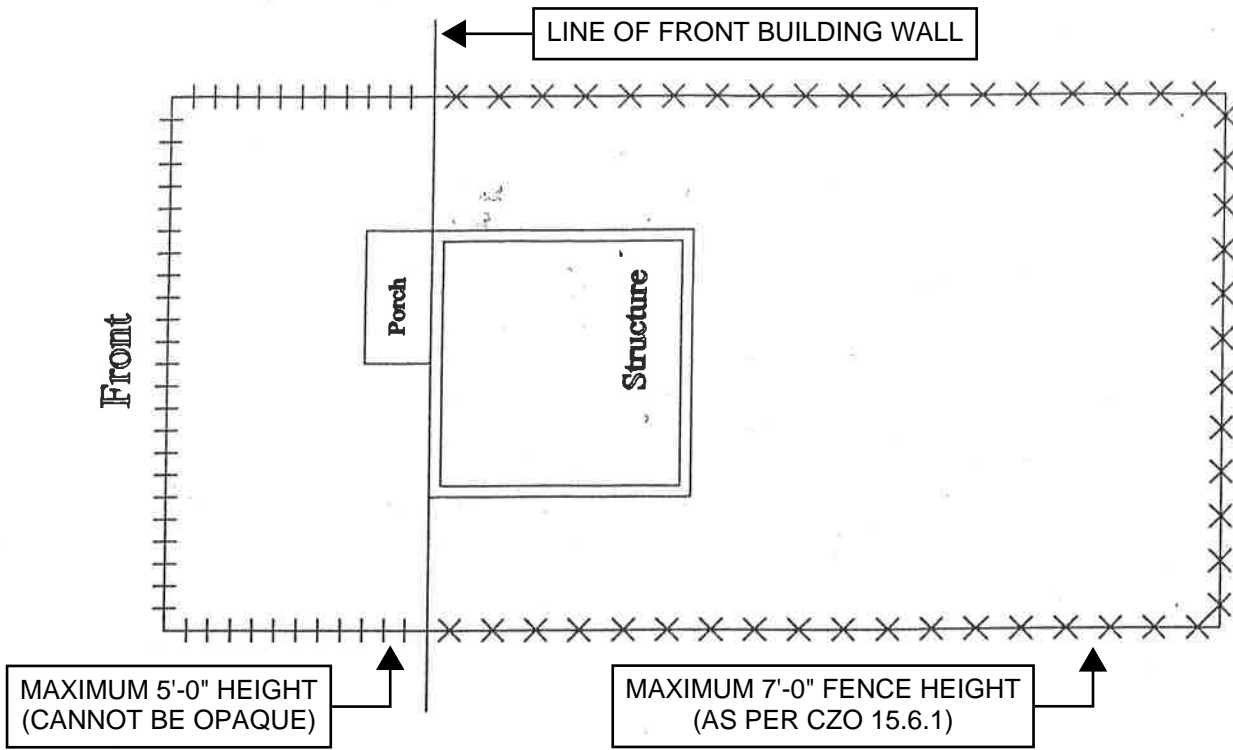 LINE OF FRONT BUILDING WALL
Front
Porch
Structure
MAXIMUM 5'-0" HEIGHT
(CANNOT BE OPAQUE)
MAXIMUM 7'-0" FENCE HEIGHT
(AS PER CZO 15.6.1)